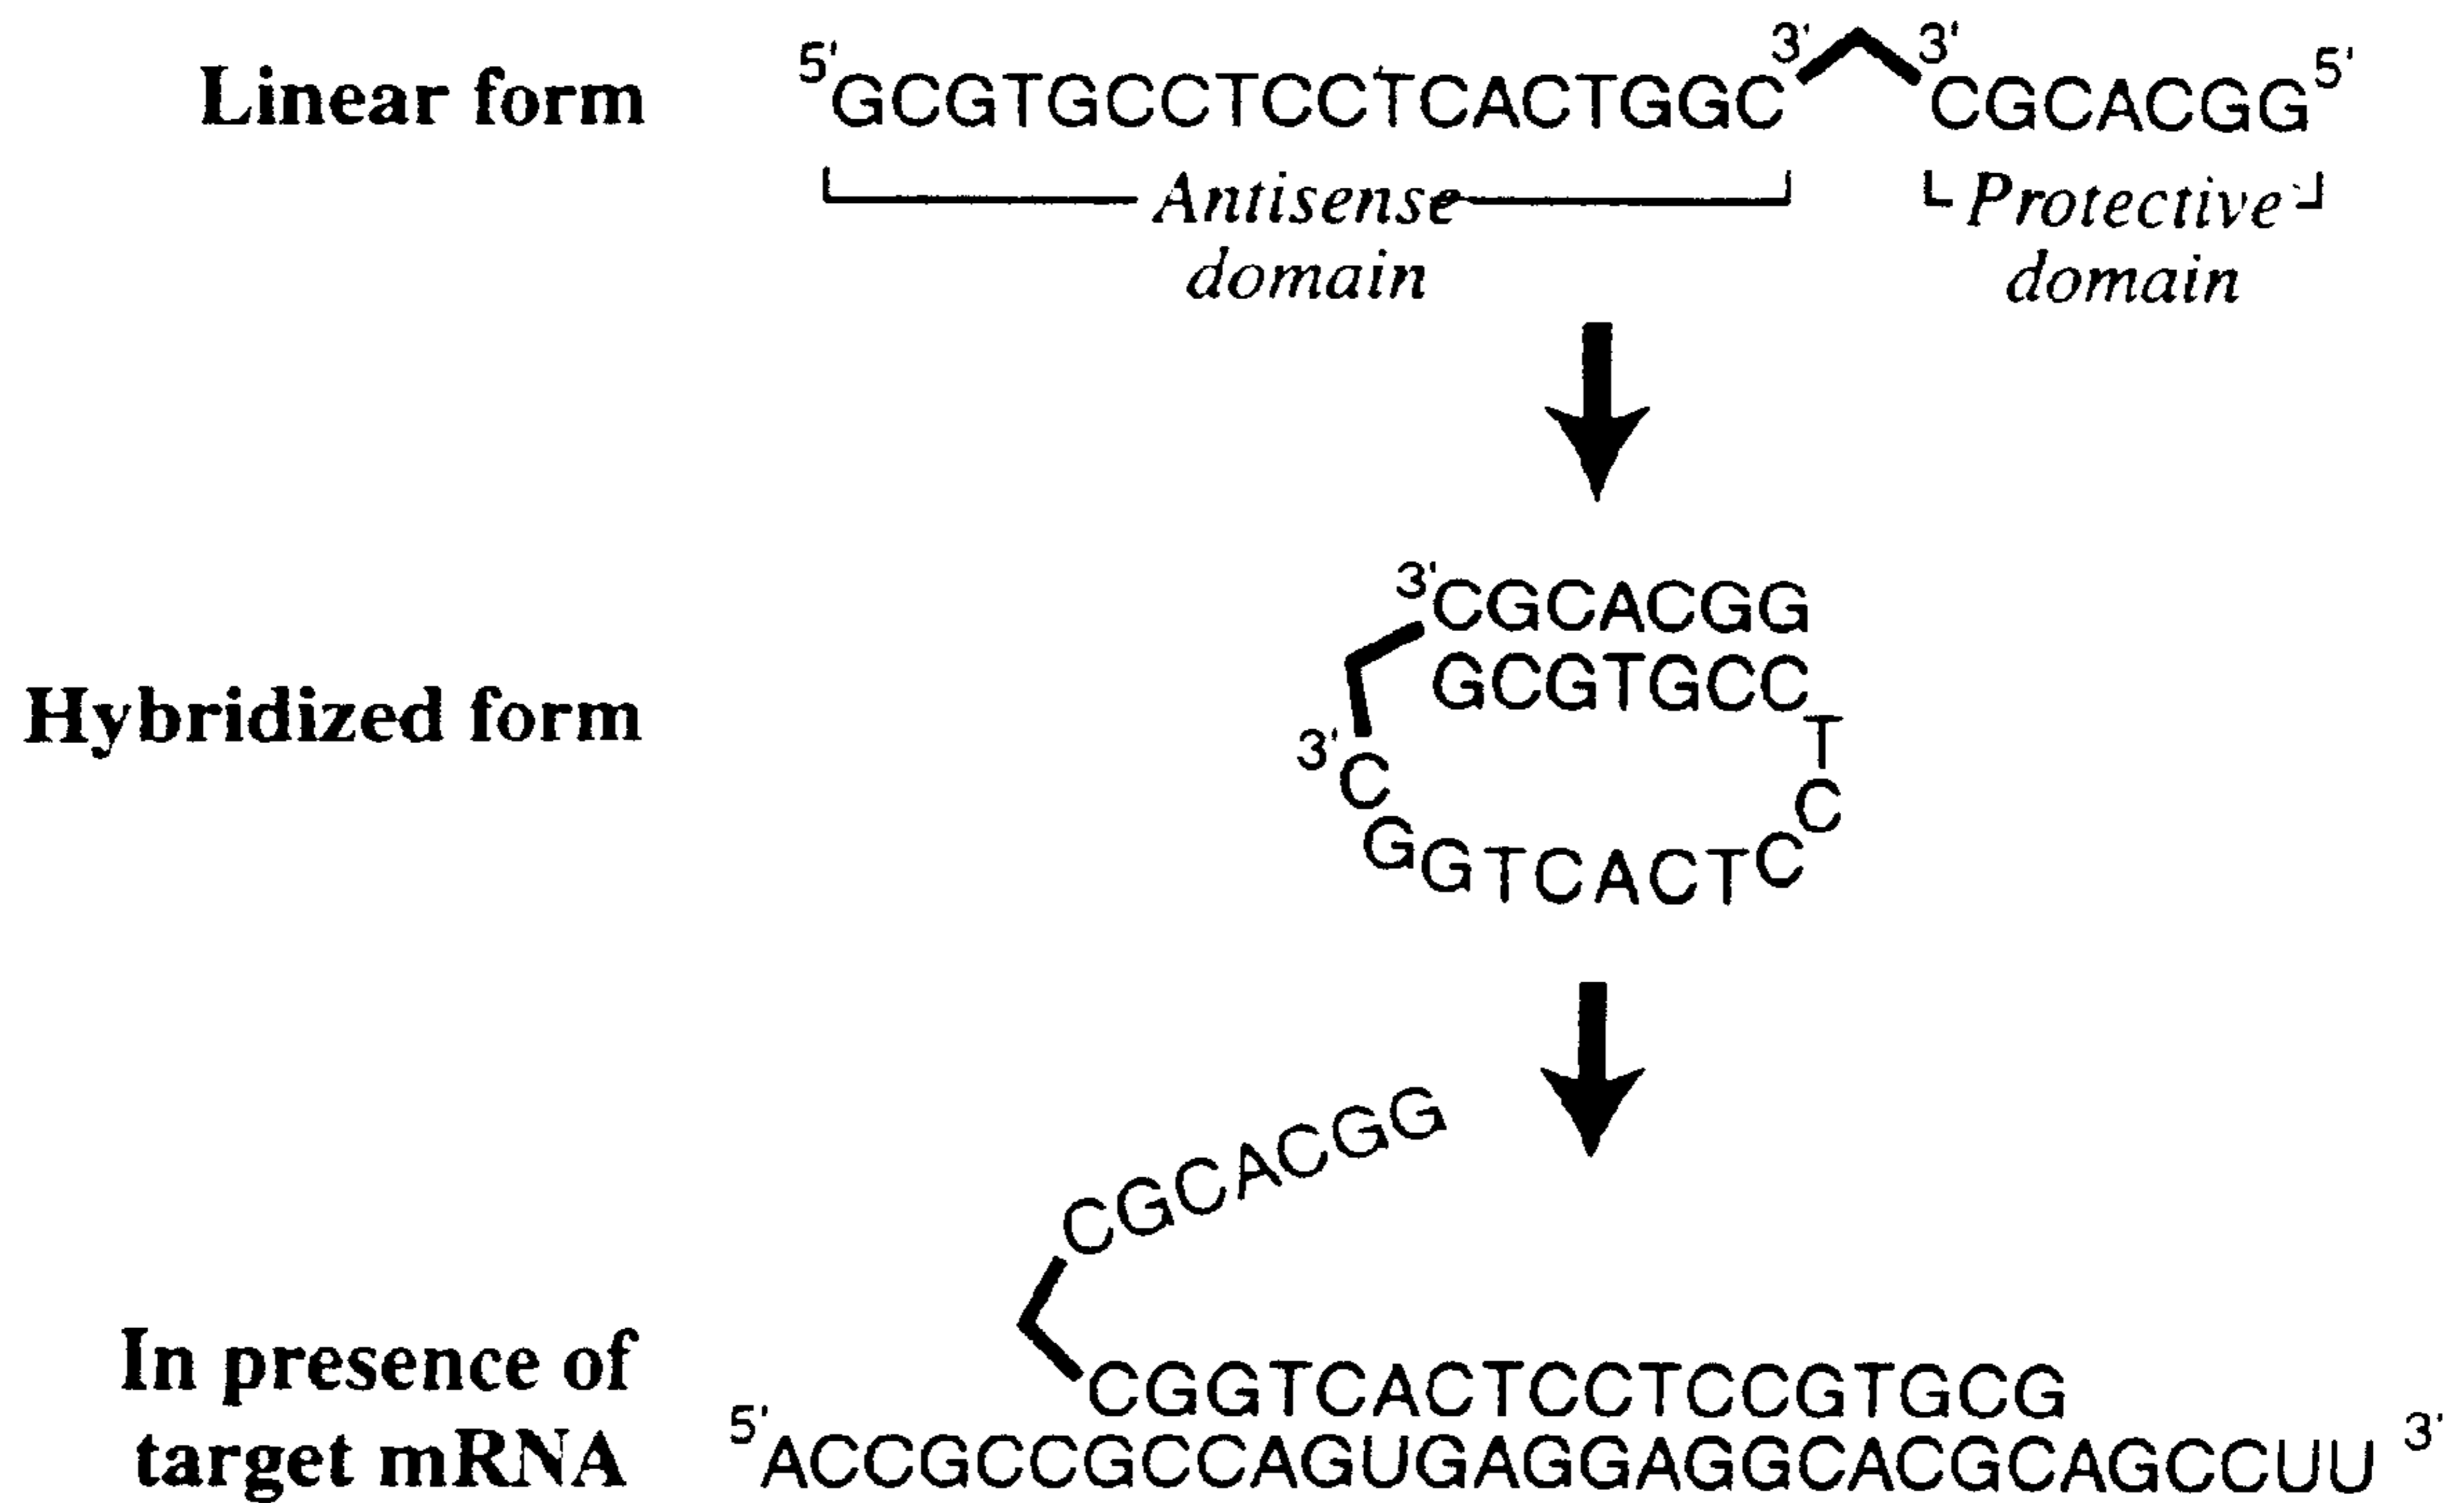 Linear form
5'GCGTGCCTCCTCACTGGC3' 3'CGCACGG5'
Antisense domain
Protective domain
Hybridized form
3'CGCACGG
GCGTGCC
T
C
C
3'C
G
GTCACT
CGCACGG
In presence of
target mRNA
CGGTCACTCCTCCGTGCG
5'ACCGCCGCCAGUGAGGAGGCACGCAGCCUU 3'